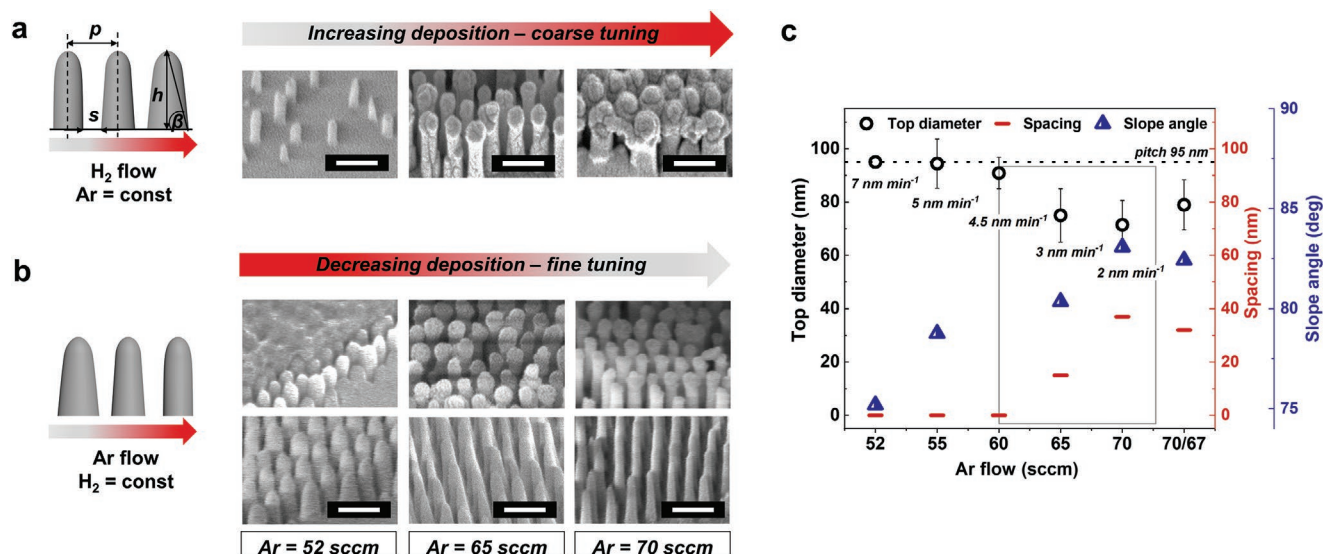 a
p
h
s
β
H₂ flow
Ar = const
Increasing deposition – coarse tuning
b
Ar flow
H₂ = const
Decreasing deposition – fine tuning
Ar = 52 sccm
Ar = 65 sccm
Ar = 70 sccm
c
Top diameter (nm)
100
80
60
40
20
0
Top diameter
Spacing
Slope angle
pitch 95 nm
7 nm min⁻¹
5 nm min⁻¹
4.5 nm min⁻¹
3 nm min⁻¹
2 nm min⁻¹
52 55 60 65 70 70/67
Ar flow (sccm)
100
80
60
40
20
0
Spacing (nm)
90
85
80
75
Slope angle (deg)